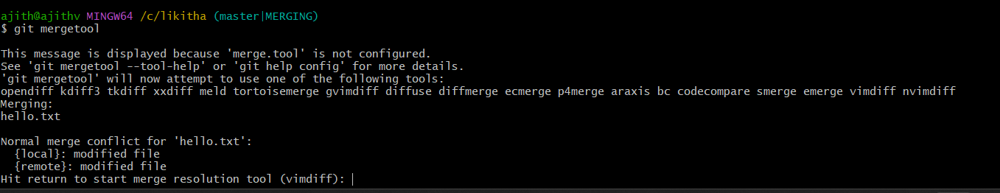 ajith@ajithv MINGW64 /c/likitha (master|MERGING)
$ git mergetool
This message is displayed because 'merge.tool' is not configured.
See 'git mergetool --tool-help' or 'git help config' for more details.
'git mergetool' will now attempt to use one of the following tools:
opendiff kdiff3 tkdiff xxdiff meld tortoisemerge gvimdiff diffuse diffmerge ecmerge p4merge araxis bc codecompare smerge emerge vimdiff nvimdiff
Merging:
hello.txt
Normal merge conflict for 'hello.txt':
  {local}: modified file
  {remote}: modified file
Hit return to start merge resolution tool (vimdiff):